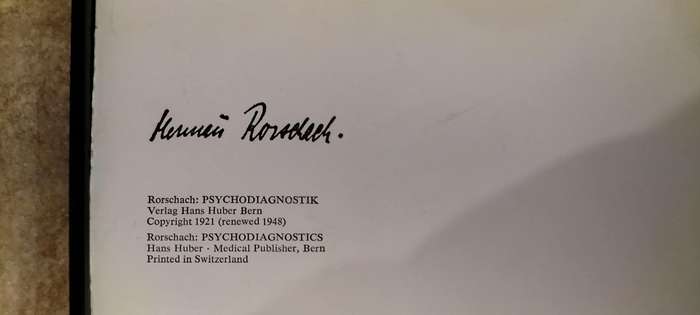 Hermann Rorschach.
Rorschach: PSYCHODIAGNOSTIK
Verlag Hans Huber Bern
Copyright 1921 (renewed 1948)
Rorschach: PSYCHODIAGNOSTICS
Hans Huber · Medical Publisher, Bern
Printed in Switzerland